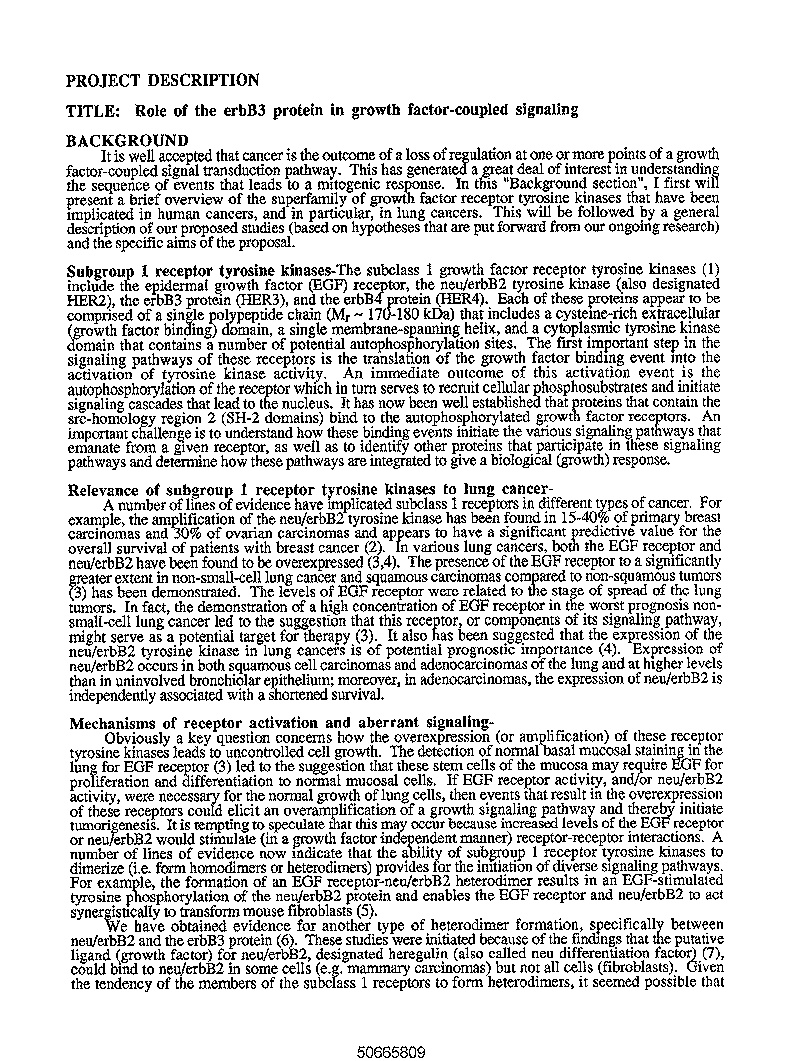 PROJECT DESCRIPTION
TITLE: Role of the erbB3 protein in growth factor-coupled signaling
BACKGROUND
It is well accepted that cancer is the outcome of a loss of regulation at one or more points of a growth
factor-coupled signal transduction pathway. This has generated a great deal of interest in understanding
the sequence of events that leads to a mitogenic response. In this "Background section", I first will
present a brief overview of the superfamily of growth factor receptor tyrosine kinases that have been
implicated in human cancers, and in particular, in lung cancers. This will be followed by a general
description of our proposed studies (based on hypotheses that are put forward from our ongoing research)
and the specific aims of the proposal.
Subgroup 1 receptor tyrosine kinases-The subclass 1 growth factor receptor tyrosine kinases (1)
include the epidermal growth factor (EGF) receptor, the neu/erbB2 tyrosine kinase (also designated
HER2), the erbB3 protein (HER3), and the erbB4 protein (HER4). Each of these proteins appear to be
comprised of a single polypeptide chain (Mr ~ 170-180 kDa) that includes a cysteine-rich extracellular
(growth factor binding) domain, a single membrane-spanning helix, and a cytoplasmic tyrosine kinase
domain that contains a number of potential autophosphorylation sites. The first important step in the
signaling pathways of these receptors is the translation of the growth factor binding event into the
activation of tyrosine kinase activity. An immediate outcome of this activation event is the
autophosphorylation of the receptor which in turn serves to recruit cellular phosphosubstrates and initiate
signaling cascades that lead to the nucleus. It has now been well established that proteins that contain the
src-homology region 2 (SH-2 domains) bind to the autophosphorylated growth factor receptors. An
important challenge is to understand how these binding events initiate the various signaling pathways that
emanate from a given receptor, as well as to identify other proteins that participate in these signaling
pathways and determine how these pathways are integrated to give a biological (growth) response.
Relevance of subgroup 1 receptor tyrosine kinases to lung cancer-
A number of lines of evidence have implicated subclass 1 receptors in different types of cancer. For
example, the amplification of the neu/erbB2 tyrosine kinase has been found in 15-40% of primary breast
carcinomas and 30% of ovarian carcinomas and appears to have a significant predictive value for the
overall survival of patients with breast cancer (2). In various lung cancers, both the EGF receptor and
neu/erbB2 have been found to be overexpressed (3,4). The presence of the EGF receptor to a significantly
greater extent in non-small-cell lung cancer and squamous carcinomas compared to non-squamous tumors
(3) has been demonstrated. The levels of EGF receptor were related to the stage of spread of the lung
tumors. In fact, the demonstration of a high concentration of EGF receptor in the worst prognosis non-
small-cell lung cancer led to the suggestion that this receptor, or components of its signaling pathway,
might serve as a potential target for therapy (3). It also has been suggested that the expression of the
neu/erbB2 tyrosine kinase in lung cancers is of potential prognostic importance (4). Expression of
neu/erbB2 occurs in both squamous cell carcinomas and adenocarcinomas of the lung and at higher levels
than in uninvolved bronchiolar epithelium; moreover, in adenocarcinomas, the expression of neu/erbB2 is
independently associated with a shortened survival.
Mechanisms of receptor activation and aberrant signaling-
Obviously a key question concerns how the overexpression (or amplification) of these receptor
tyrosine kinases leads to uncontrolled cell growth. The detection of normal basal mucosal staining in the
lung for EGF receptor (3) led to the suggestion that these stem cells of the mucosa may require EGF for
proliferation and differentiation to normal mucosal cells. If EGF receptor activity, and/or neu/erbB2
activity, were necessary for the normal growth of lung cells, then events that result in the overexpression
of these receptors could elicit an overamplification of a growth signaling pathway and thereby initiate
tumorigenesis. It is tempting to speculate that this may occur because increased levels of the EGF receptor
or neu/erbB2 would stimulate (in a growth factor independent manner) receptor-receptor interactions. A
number of lines of evidence now indicate that the ability of subgroup 1 receptor tyrosine kinases to
dimerize (i.e. form homodimers or heterodimers) provides for the initiation of diverse signaling pathways.
For example, the formation of an EGF receptor-neu/erbB2 heterodimer results in an EGF-stimulated
tyrosine phosphorylation of the neu/erbB2 protein and enables the EGF receptor and neu/erbB2 to act
synergistically to transform mouse fibroblasts (5).
We have obtained evidence for another type of heterodimer formation, specifically between
neu/erbB2 and the erbB3 protein (6). These studies were initiated because of the findings that the putative
ligand (growth factor) for neu/erbB2, designated heregulin (also called neu differentiation factor) (7),
could bind to neu/erbB2 in some cells (e.g. mammary carcinomas) but not all cells (fibroblasts). Given
the tendency of the members of the subclass 1 receptors to form heterodimers, it seemed possible that
50665809